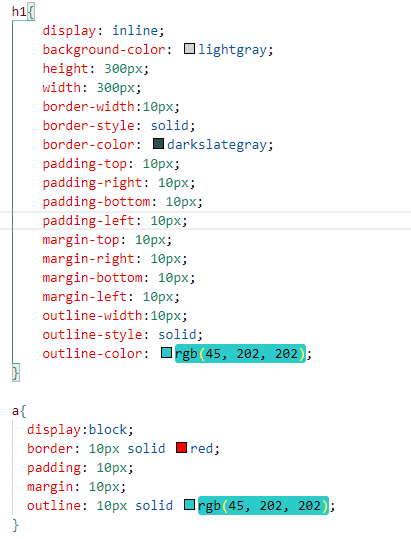 h1{
display: inline;
background-color: lightgray;
height: 300px;
width: 300px;
border-width:10px;
border-style: solid;
border-color: darkslategray;
padding-top: 10px;
padding-right: 10px;
padding-bottom: 10px;
padding-left: 10px;
margin-top: 10px;
margin-right: 10px;
margin-bottom: 10px;
margin-left: 10px;
outline-width:10px;
outline-style: solid;
outline-color: rgb(45, 202, 202);
}
a{
display:block;
border: 10px solid red;
padding: 10px;
margin: 10px;
outline: 10px solid rgb(45, 202, 202);
}